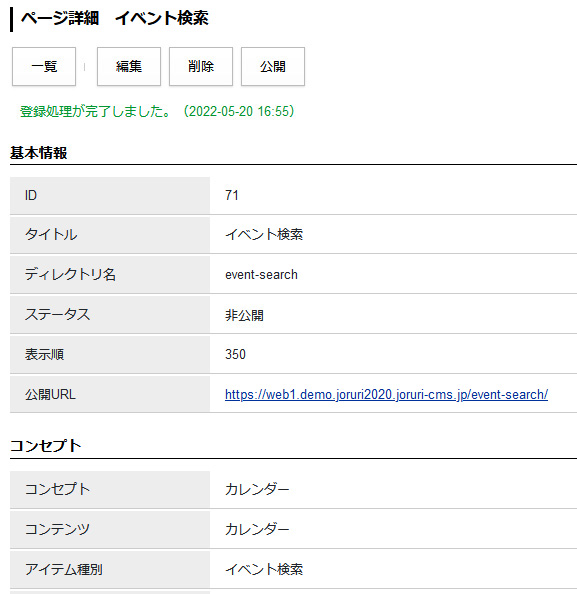 ページ詳細　イベント検索
一覧 | 編集 削除 公開
登録処理が完了しました。（2022-05-20 16:55）
基本情報
ID 71
タイトル イベント検索
ディレクトリ名 event-search
ステータス 非公開
表示順 350
公開URL https://web1.demo.joruri2020.joruri-cms.jp/event-search/
コンセプト
コンセプト カレンダー
コンテンツ カレンダー
アイテム種別 イベント検索